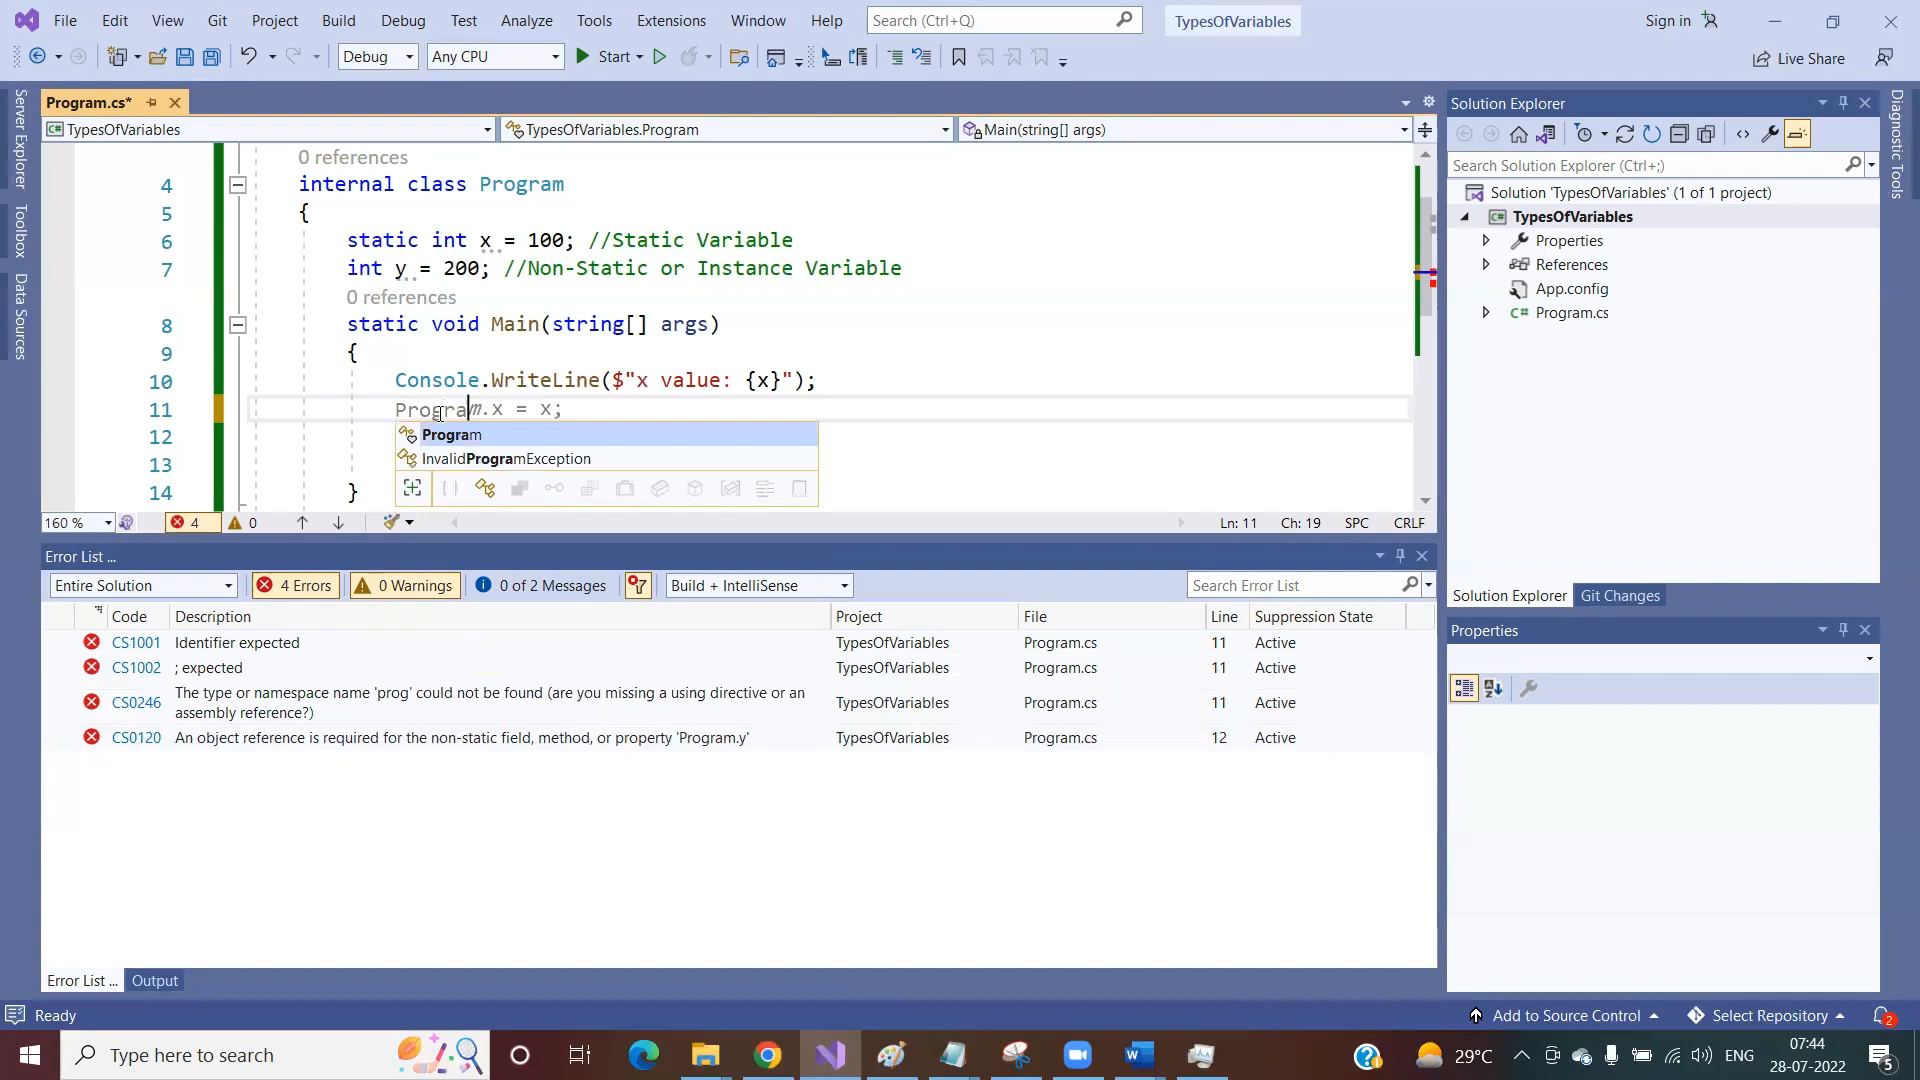 File Edit View Git Project Build Debug Test Analyze Tools Extensions Window Help Search (Ctrl+Q) TypesOfVariables Sign in
Debug Any CPU Start Live Share
Server Explorer
Toolbox
Data Sources
Program.cs*
TypesOfVariables TypesOfVariables.Program Main(string[] args)
0 references
4 internal class Program
5 {
6 static int x = 100; //Static Variable
7 int y = 200; //Non-Static or Instance Variable
0 references
8 static void Main(string[] args)
9 {
10 Console.WriteLine($"x value: {x}");
11 Program.x = x;
12 Program
13 InvalidProgramException
14 }
160 % 4 0 Ln: 11 Ch: 19 SPC CRLF
Error List ...
Entire Solution 4 Errors 0 Warnings 0 of 2 Messages Build + IntelliSense Search Error List
Code Description Project File Line Suppression State
CS1001 Identifier expected TypesOfVariables Program.cs 11 Active
CS1002 ; expected TypesOfVariables Program.cs 11 Active
CS0246 The type or namespace name 'prog' could not be found (are you missing a using directive or an assembly reference?) TypesOfVariables Program.cs 11 Active
CS0120 An object reference is required for the non-static field, method, or property 'Program.y' TypesOfVariables Program.cs 12 Active
Error List ... Output
Solution Explorer
Search Solution Explorer (Ctrl+;)
Solution 'TypesOfVariables' (1 of 1 project)
C# TypesOfVariables
Properties
References
App.config
C# Program.cs
Solution Explorer Git Changes
Properties
Diagnostic Tools
Ready Add to Source Control Select Repository 2
Type here to search 29°C ENG 07:44
28-07-2022 5